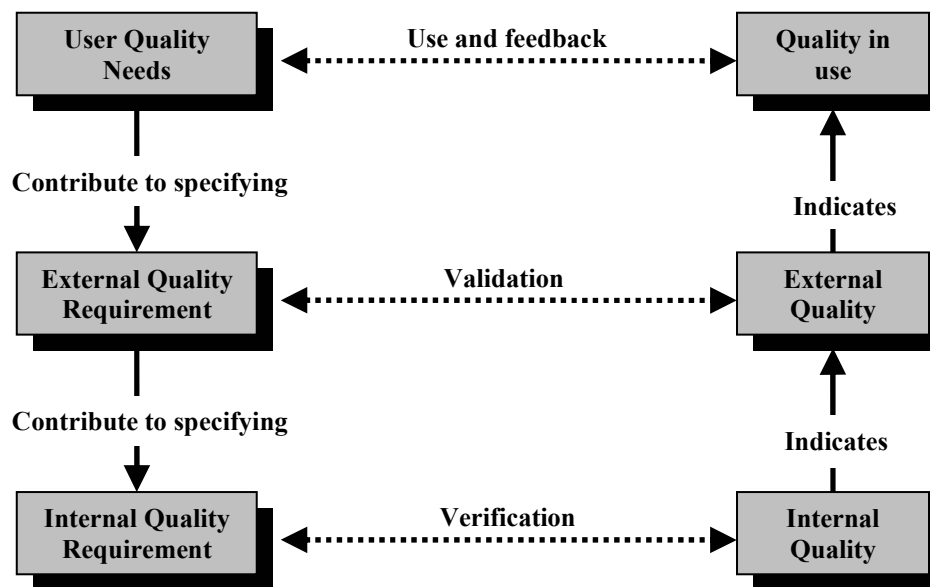 User Quality
Needs
Use and feedback
Quality in
use
Contribute to specifying
Indicates
External Quality
Requirement
Validation
External
Quality
Contribute to specifying
Indicates
Internal Quality
Requirement
Verification
Internal
Quality